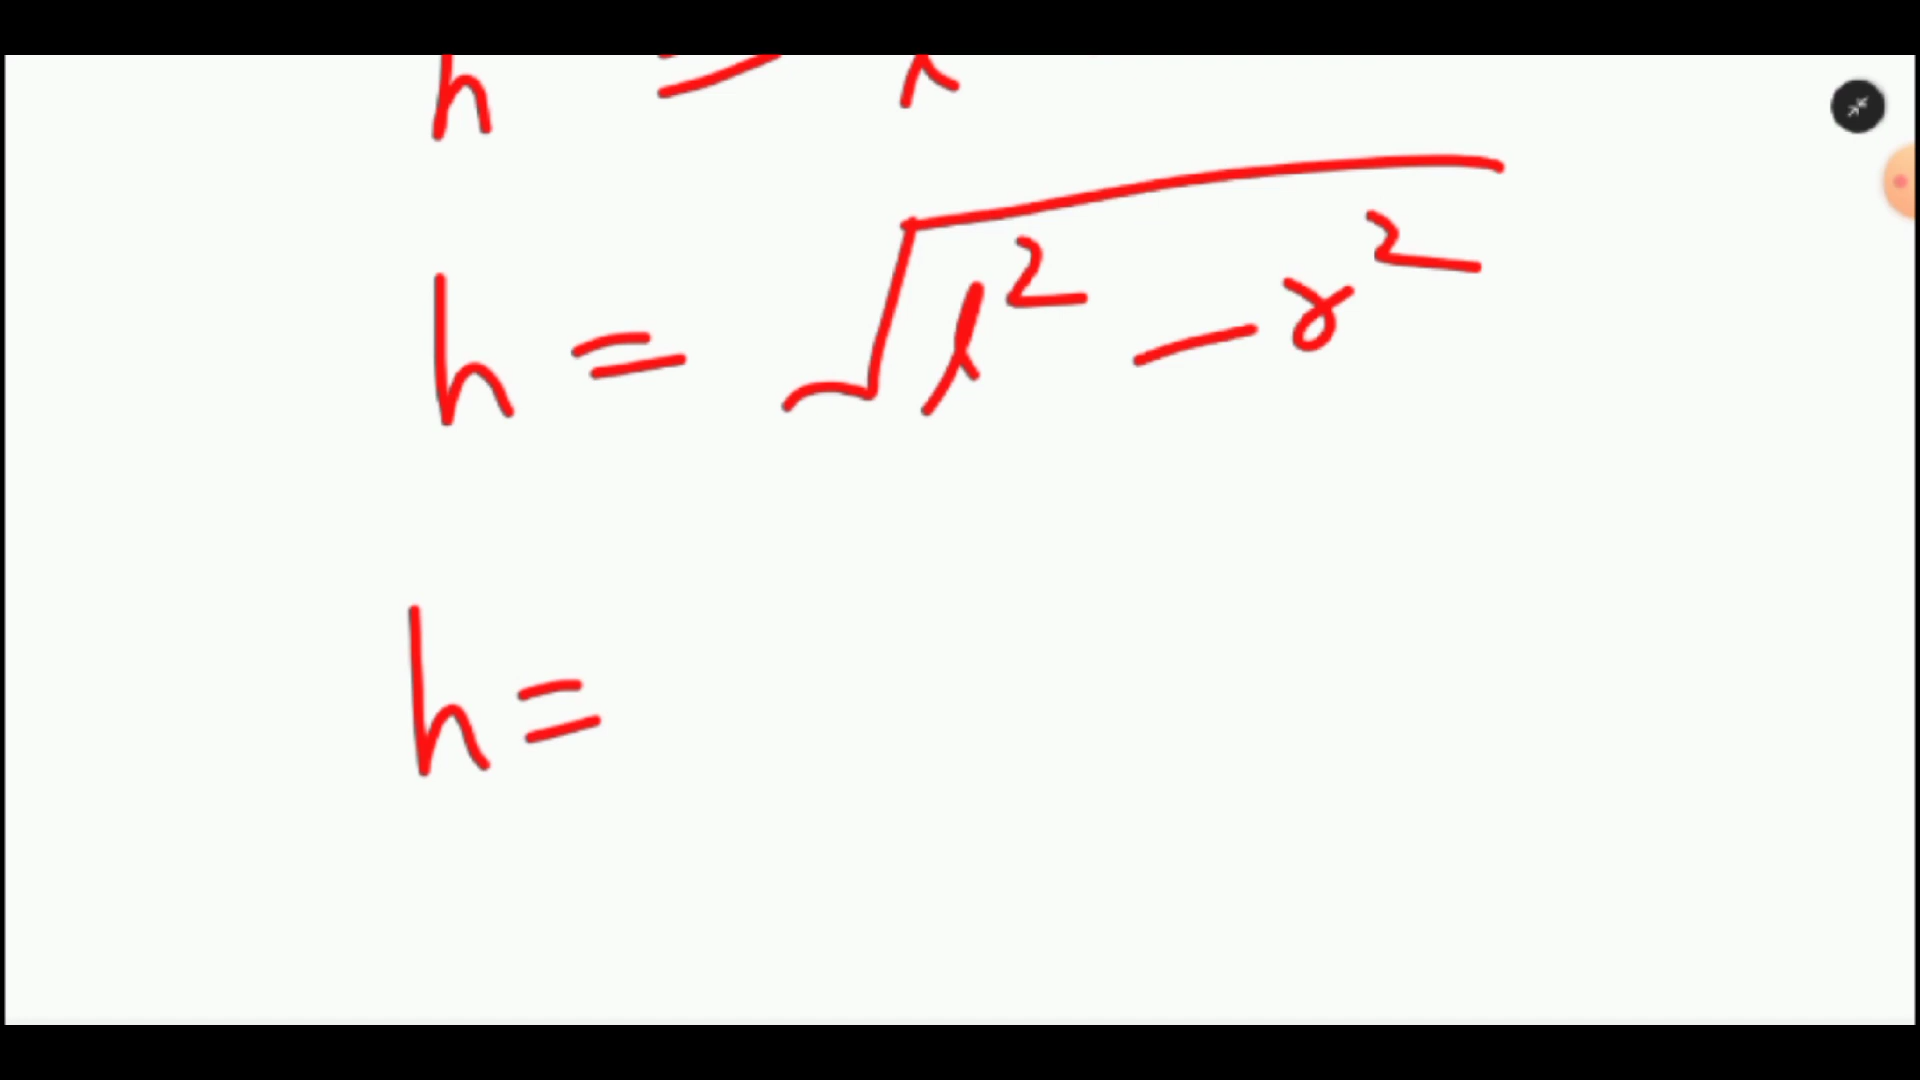 h =
h = √(l² - r²)
h =